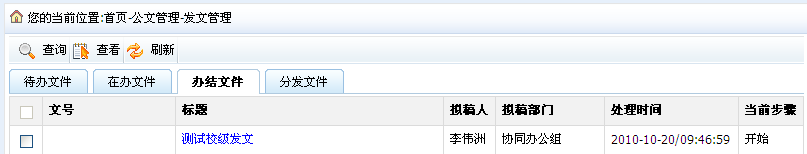 您的当前位置:首页-公文管理-发文管理
查询 查看 刷新
待办文件 在办文件 办结文件 分发文件
文号 标题 拟稿人 拟稿部门 处理时间 当前步骤
测试校级发文 李伟洲 协同办公组 2010-10-20/09:46:59 开始